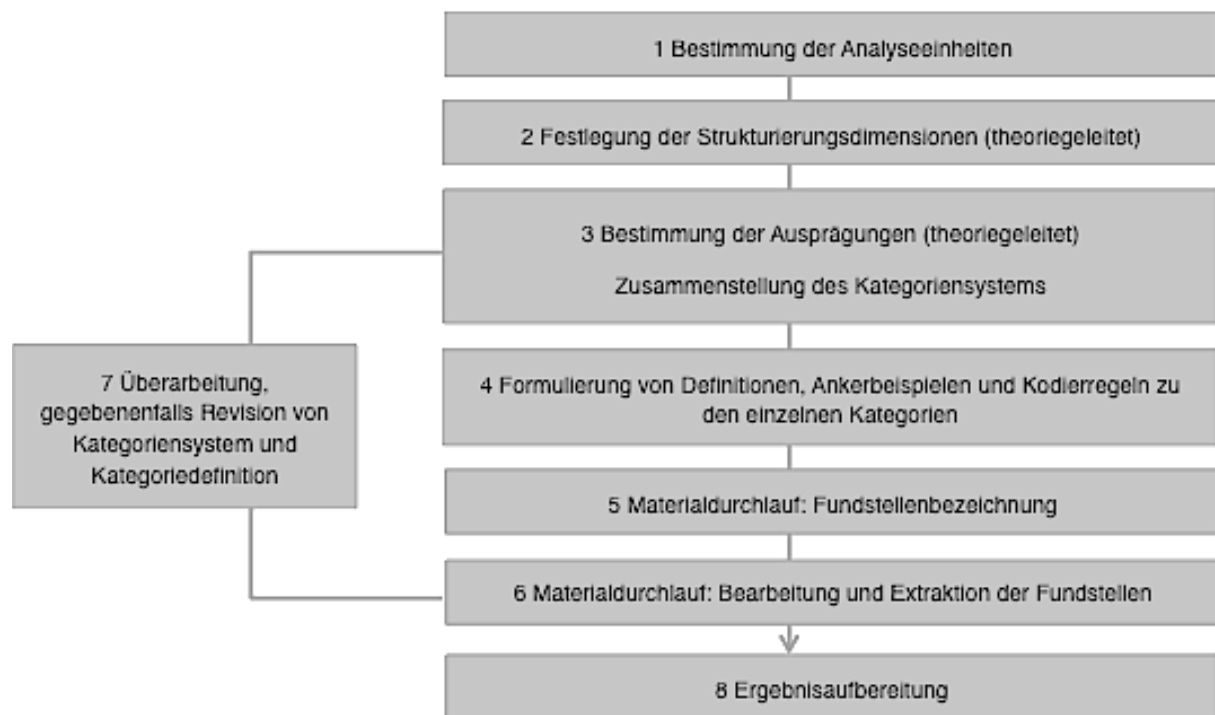 1 Bestimmung der Analyseeinheiten
2 Festlegung der Strukturierungsdimensionen (theoriegeleitet)
3 Bestimmung der Ausprägungen (theoriegeleitet)
Zusammenstellung des Kategoriensystems
4 Formulierung von Definitionen, Ankerbeispielen und Kodierregeln zu
den einzelnen Kategorien
5 Materialdurchlauf: Fundstellenbezeichnung
6 Materialdurchlauf: Bearbeitung und Extraktion der Fundstellen
7 Überarbeitung,
gegebenenfalls Revision von
Kategoriensystem und
Kategoriedefinition
8 Ergebnisaufbereitung